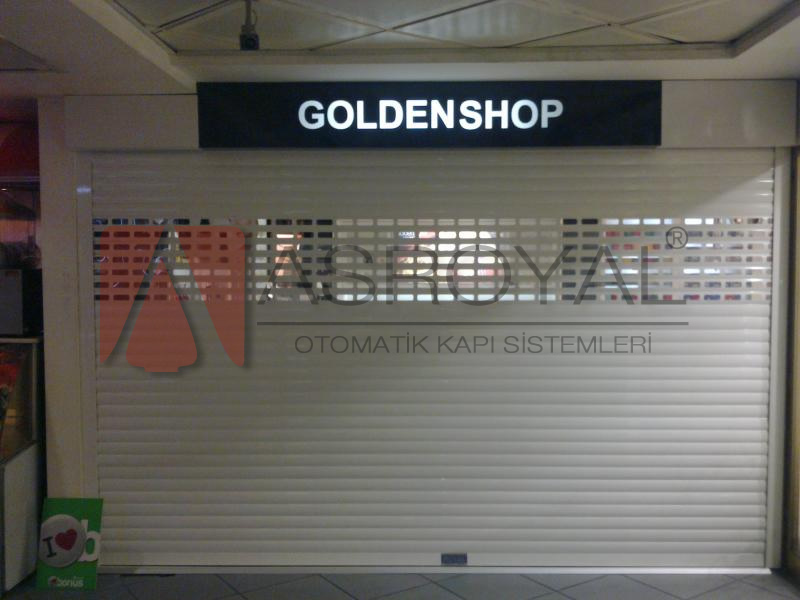 GOLDENSHOP
ASROYAL®
OTOMATİK KAPI SİSTEMLERİ
I ❤ b
bonus